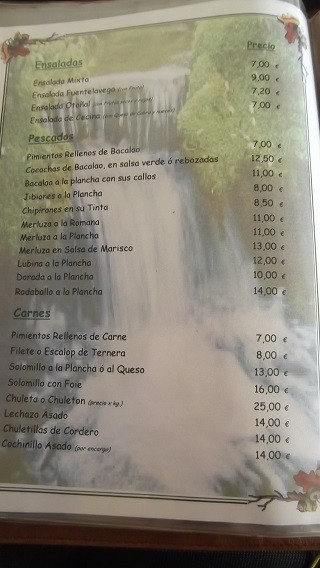 Precio
Ensaladas
Ensalada Mixta 7,00 €
Ensalada Fuentelavega 9,00 €
Ensalada Otoñal 7,20 €
Ensalada de Cecina 7,00 €
Pescados
Pimientos Rellenos de Bacalao 7,00 €
Cocochas de Bacalao, en salsa verde ó rebozadas 12,50 €
Bacalao a la plancha con sus callos 11,00 €
Jibiones a la Plancha 8,00 €
Chipirones en su Tinta 8,50 €
Merluza a la Romana 11,00 €
Merluza a la Plancha 11,00 €
Merluza en Salsa de Marisco 13,00 €
Lubina a la Plancha 12,00 €
Dorada a la Plancha 10,00 €
Rodaballo a la Plancha 14,00 €
Carnes
Pimientos Rellenos de Carne 7,00 €
Filete o Escalop de Ternera 8,00 €
Solomillo a la Plancha ó al Queso 13,00 €
Solomillo con Foie 16,00 €
Chuleta o Chuleton (precio x kg.) 25,00 €
Lechazo Asado 14,00 €
Chuletillas de Cordero 14,00 €
Cochinillo Asado (por encargo) 14,00 €